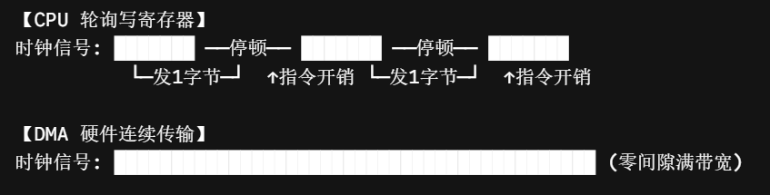 【CPU 轮询写寄存器】
时钟信号: ███████ ──停顿── ███████ ──停顿── ███████
└─发1字节─┘ ↑指令开销 └─发1字节─┘ ↑指令开销
【DMA 硬件连续传输】
时钟信号: ██████████████████████████████████████████ (零间隙满带宽)